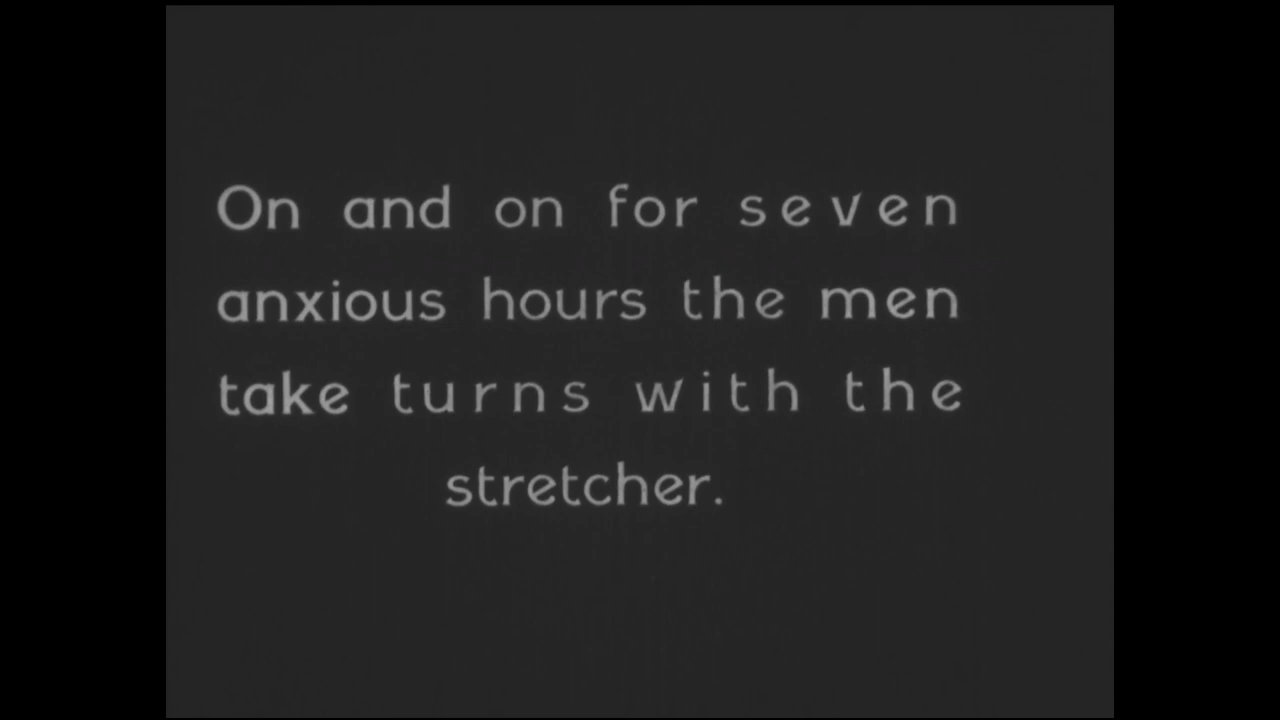 On and on for seven
anxious hours the men
take turns with the
stretcher.